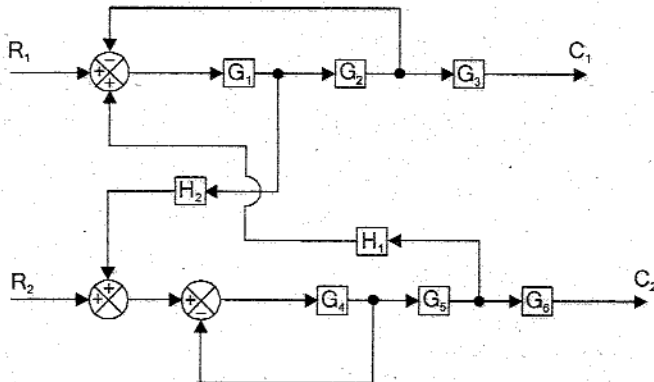 R₁ + − + G₁ G₂ G₃ C₁
H₂
H₁
R₂ + + + − G₄ G₅ G₆ C₂